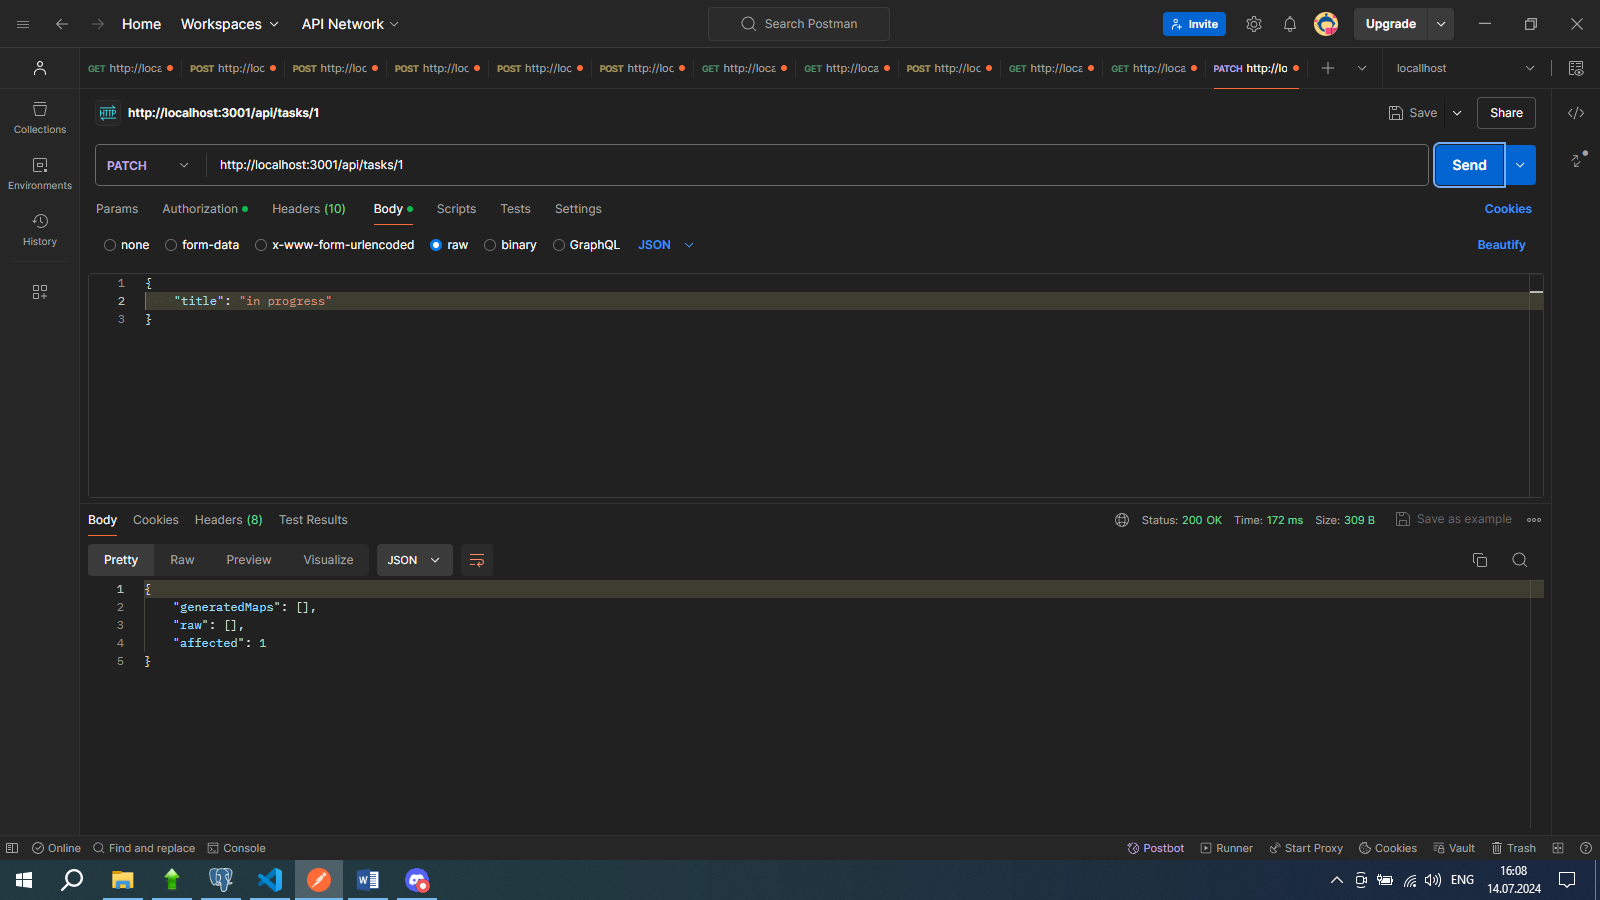 Home Workspaces API Network Search Postman Invite Upgrade
GET http://loca POST http://loc POST http://loc POST http://loc POST http://loc POST http://loc GET http://loca GET http://loca POST http://loc GET http://loca GET http://loca PATCH http://lo localhost
HTTP http://localhost:3001/api/tasks/1 Save Share
Collections
PATCH http://localhost:3001/api/tasks/1 Send
Environments
Params Authorization Headers (10) Body Scripts Tests Settings Cookies
History
none form-data x-www-form-urlencoded raw binary GraphQL JSON Beautify
1 {
2 "title": "in progress"
3 }
Body Cookies Headers (8) Test Results Status: 200 OK Time: 172 ms Size: 309 B Save as example
Pretty Raw Preview Visualize JSON
1 {
2 "generatedMaps": [],
3 "raw": [],
4 "affected": 1
5 }
Online Find and replace Console Postbot Runner Start Proxy Cookies Vault Trash
ENG 16:08
14.07.2024